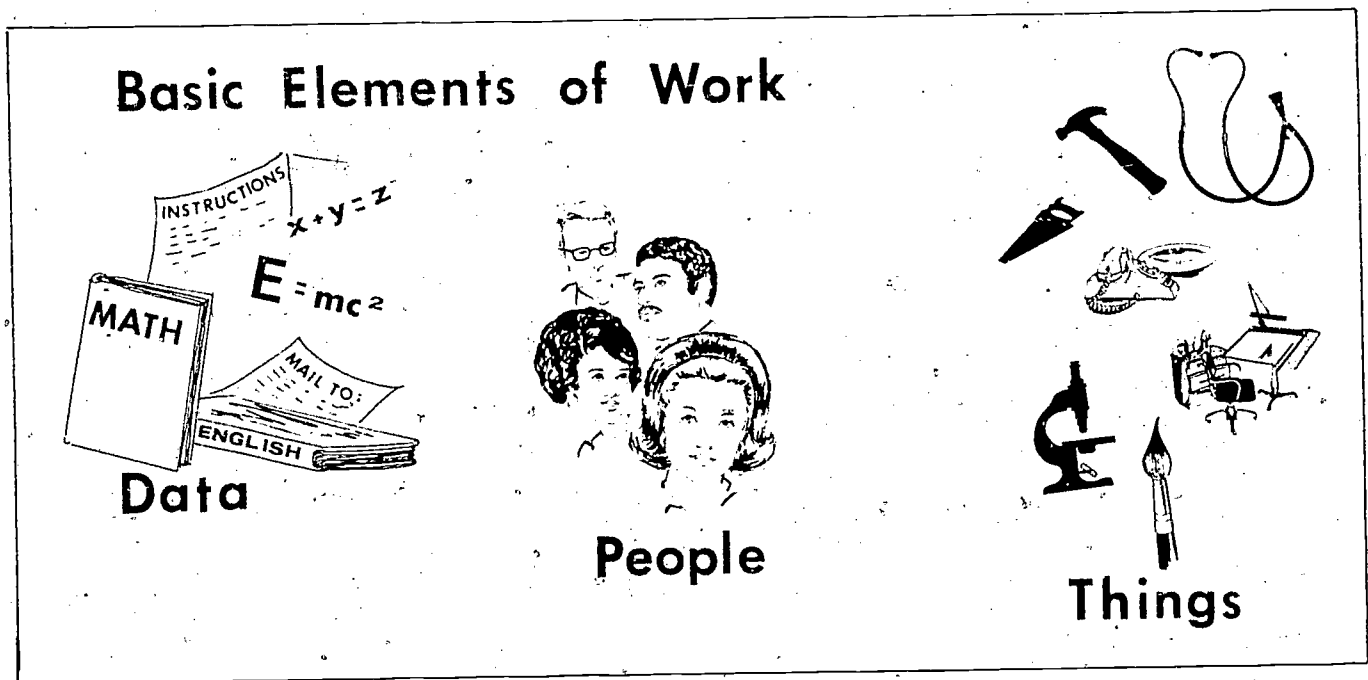 Basic Elements of Work
INSTRUCTIONS
x+y=z
E=mc²
MATH
MAIL TO:
ENGLISH
Data
People
Things